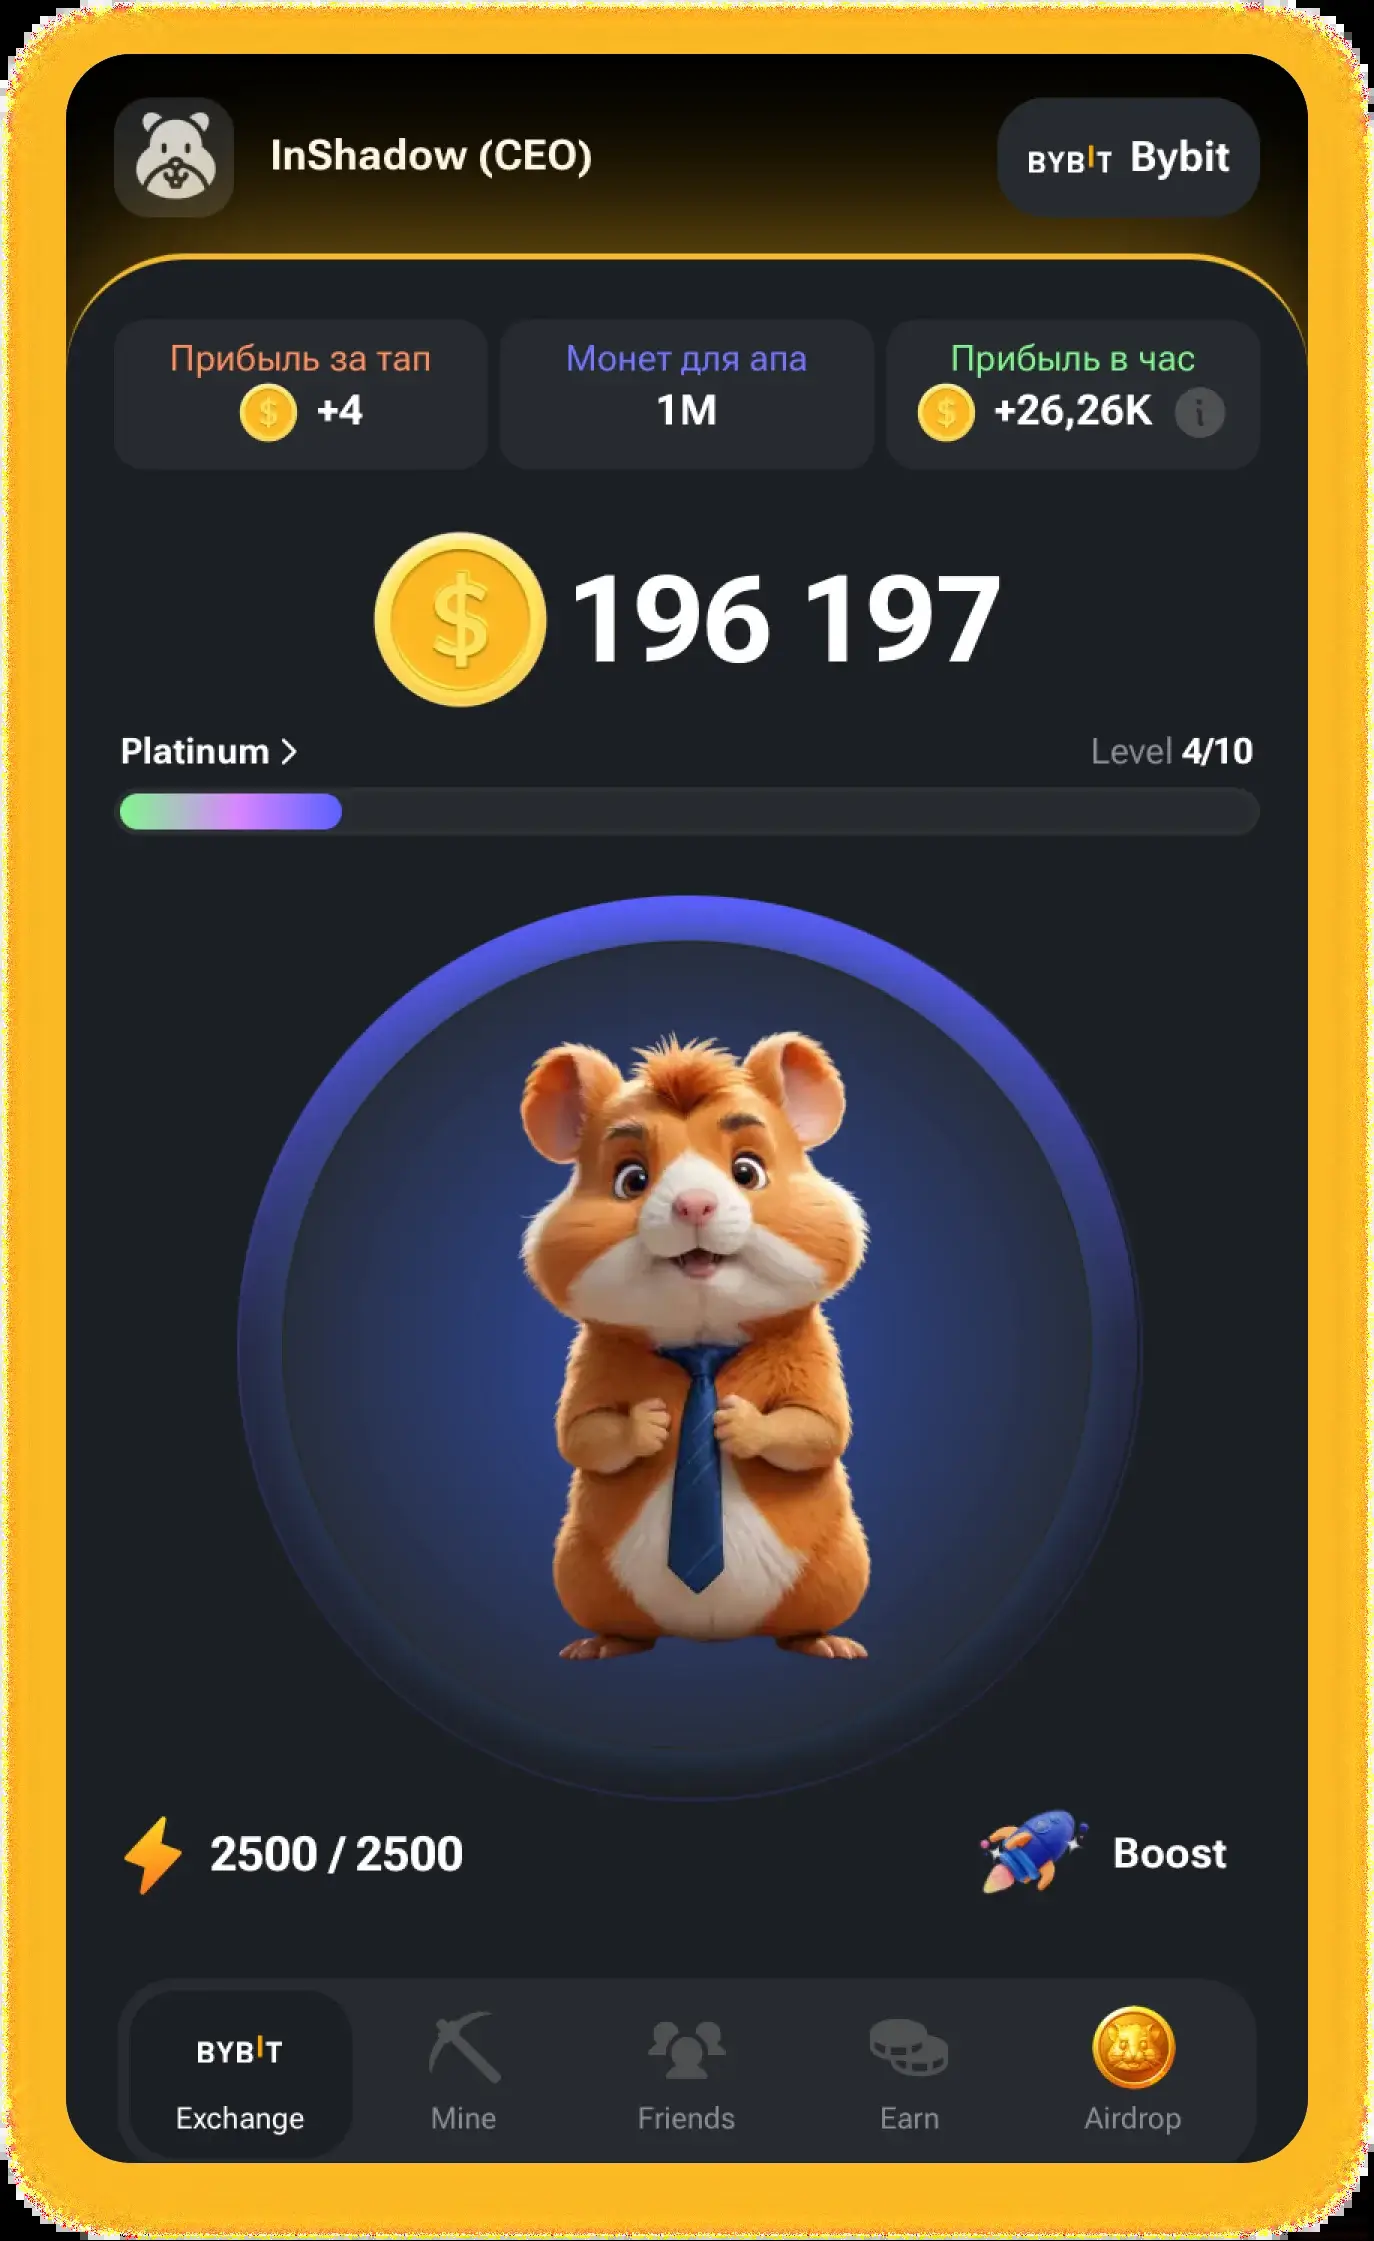 InShadow (CEO)
BYBIT Bybit
Прибыль за тап
+4
Монет для апа
1M
Прибыль в час
+26,26K
196 197
Platinum >
Level 4/10
2500 / 2500
Boost
BYBIT
Exchange
Mine
Friends
Earn
Airdrop